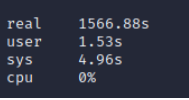 real 1566.88s
user 1.53s
sys 4.96s
cpu 0%